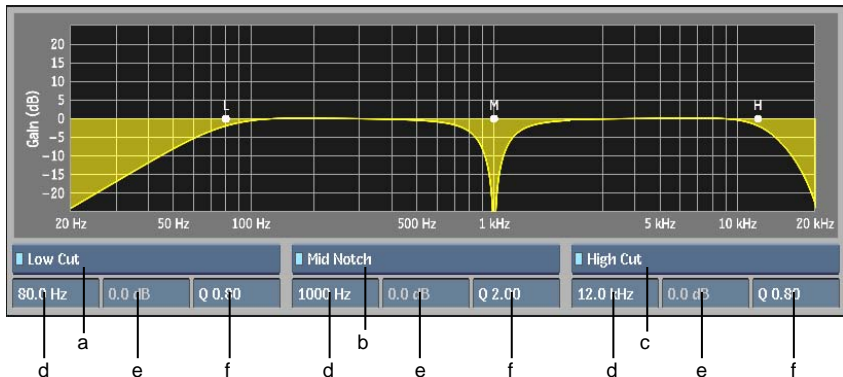 20
15
10
5
0
-5
-10
-15
-20
Gain (dB)
L M H
20 Hz 50 Hz 100 Hz 500 Hz 1 kHz 5 kHz 10 kHz 20 kHz
Low Cut Mid Notch High Cut
80.0 Hz 0.0 dB Q 0.80 1000 Hz 0.0 dB Q 2.00 12.0 kHz 0.0 dB Q 0.80
a b c
d e f d e f d e f